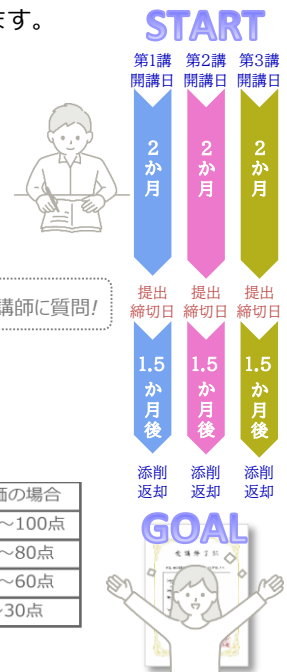 ます。
START
第1講 第2講 第3講
開講日 開講日 開講日
2か月 2か月 2か月
講師に質問!
提出 提出 提出
締切日 締切日 締切日
1.5か月後 1.5か月後 1.5か月後
添削 添削 添削
返却 返却 返却
価の場合
～100点
～80点
～60点
～30点
GOAL
受講修了証